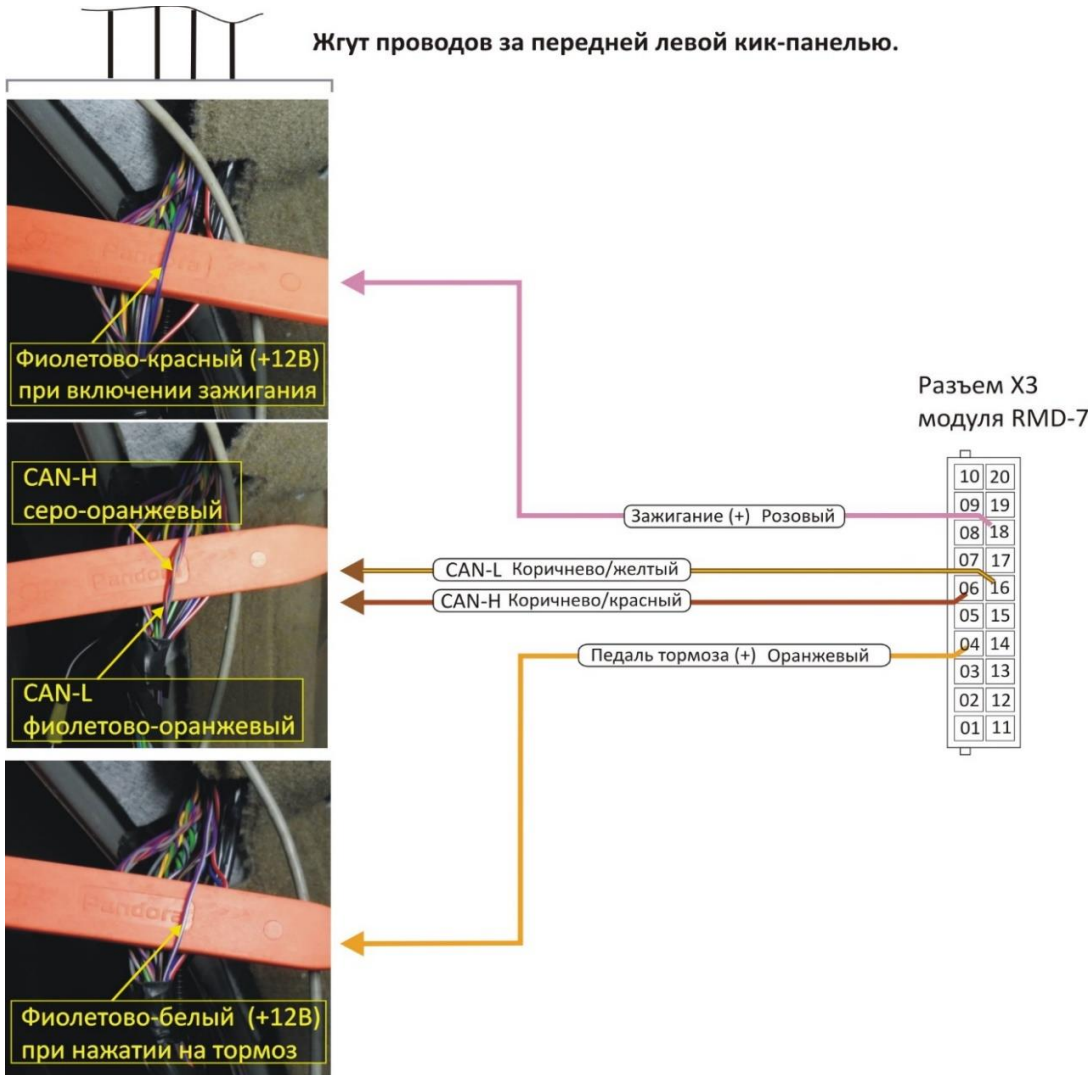 Жгут проводов за передней левой кик-панелью.
Pandora
Фиолетово-красный (+12В)
при включении зажигания
CAN-H
серо-оранжевый
Pandora
CAN-L
фиолетово-оранжевый
Pandora
Фиолетово-белый (+12В)
при нажатии на тормоз
Зажигание (+) Розовый
CAN-L Коричнево/желтый
CAN-H Коричнево/красный
Педаль тормоза (+) Оранжевый
Разъем X3
модуля RMD-7
10 20
09 19
08 18
07 17
06 16
05 15
04 14
03 13
02 12
01 11